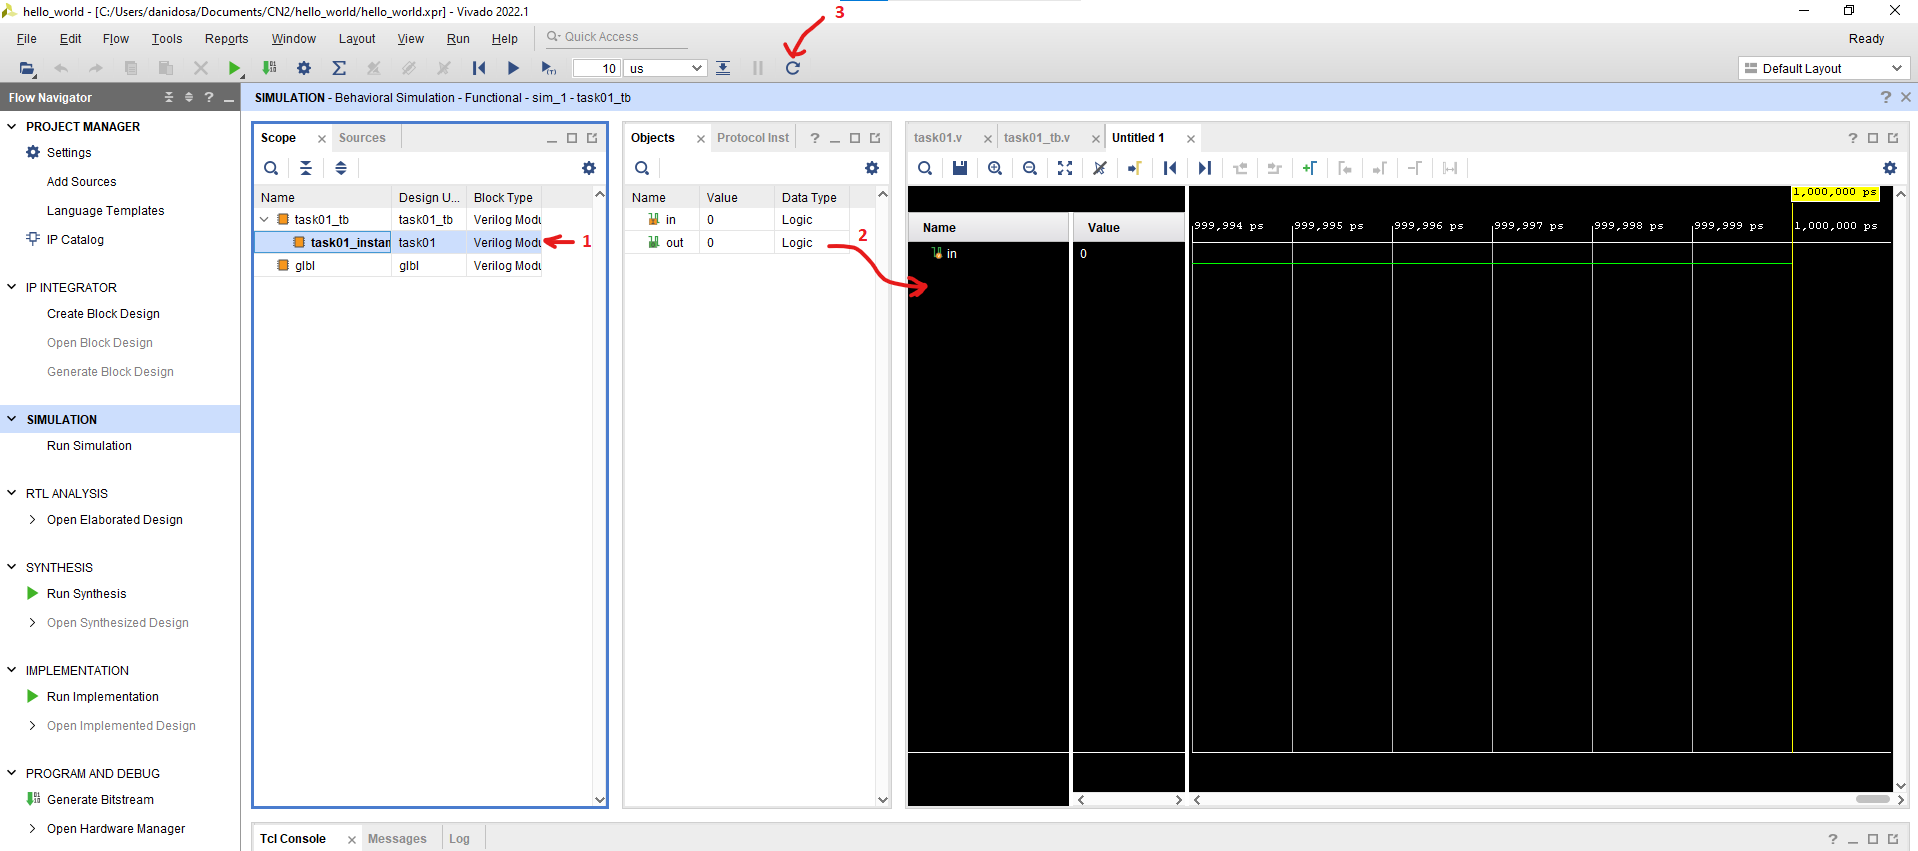 hello_world - [C:/Users/danidosa/Documents/CN2/hello_world/hello_world.xpr] - Vivado 2022.1
3
File Edit Flow Tools Reports Window Layout View Run Help Quick Access Ready
10 us Default Layout
Flow Navigator
SIMULATION - Behavioral Simulation - Functional - sim_1 - task01_tb
PROJECT MANAGER
Settings
Add Sources
Language Templates
IP Catalog
IP INTEGRATOR
Create Block Design
Open Block Design
Generate Block Design
SIMULATION
Run Simulation
RTL ANALYSIS
Open Elaborated Design
SYNTHESIS
Run Synthesis
Open Synthesized Design
IMPLEMENTATION
Run Implementation
Open Implemented Design
PROGRAM AND DEBUG
Generate Bitstream
Open Hardware Manager
Scope Sources
Name Design U... Block Type
task01_tb task01_tb Verilog Modu
task01_instan task01 Verilog Modu
1
glbl glbl Verilog Modu
Objects Protocol Inst
Name Value Data Type
in 0 Logic
out 0 Logic
2
task01.v task01_tb.v Untitled 1
1,000,000 ps
Name Value
999,994 ps 999,995 ps 999,996 ps 999,997 ps 999,998 ps 999,999 ps 1,000,000 ps
in 0
Tcl Console Messages Log